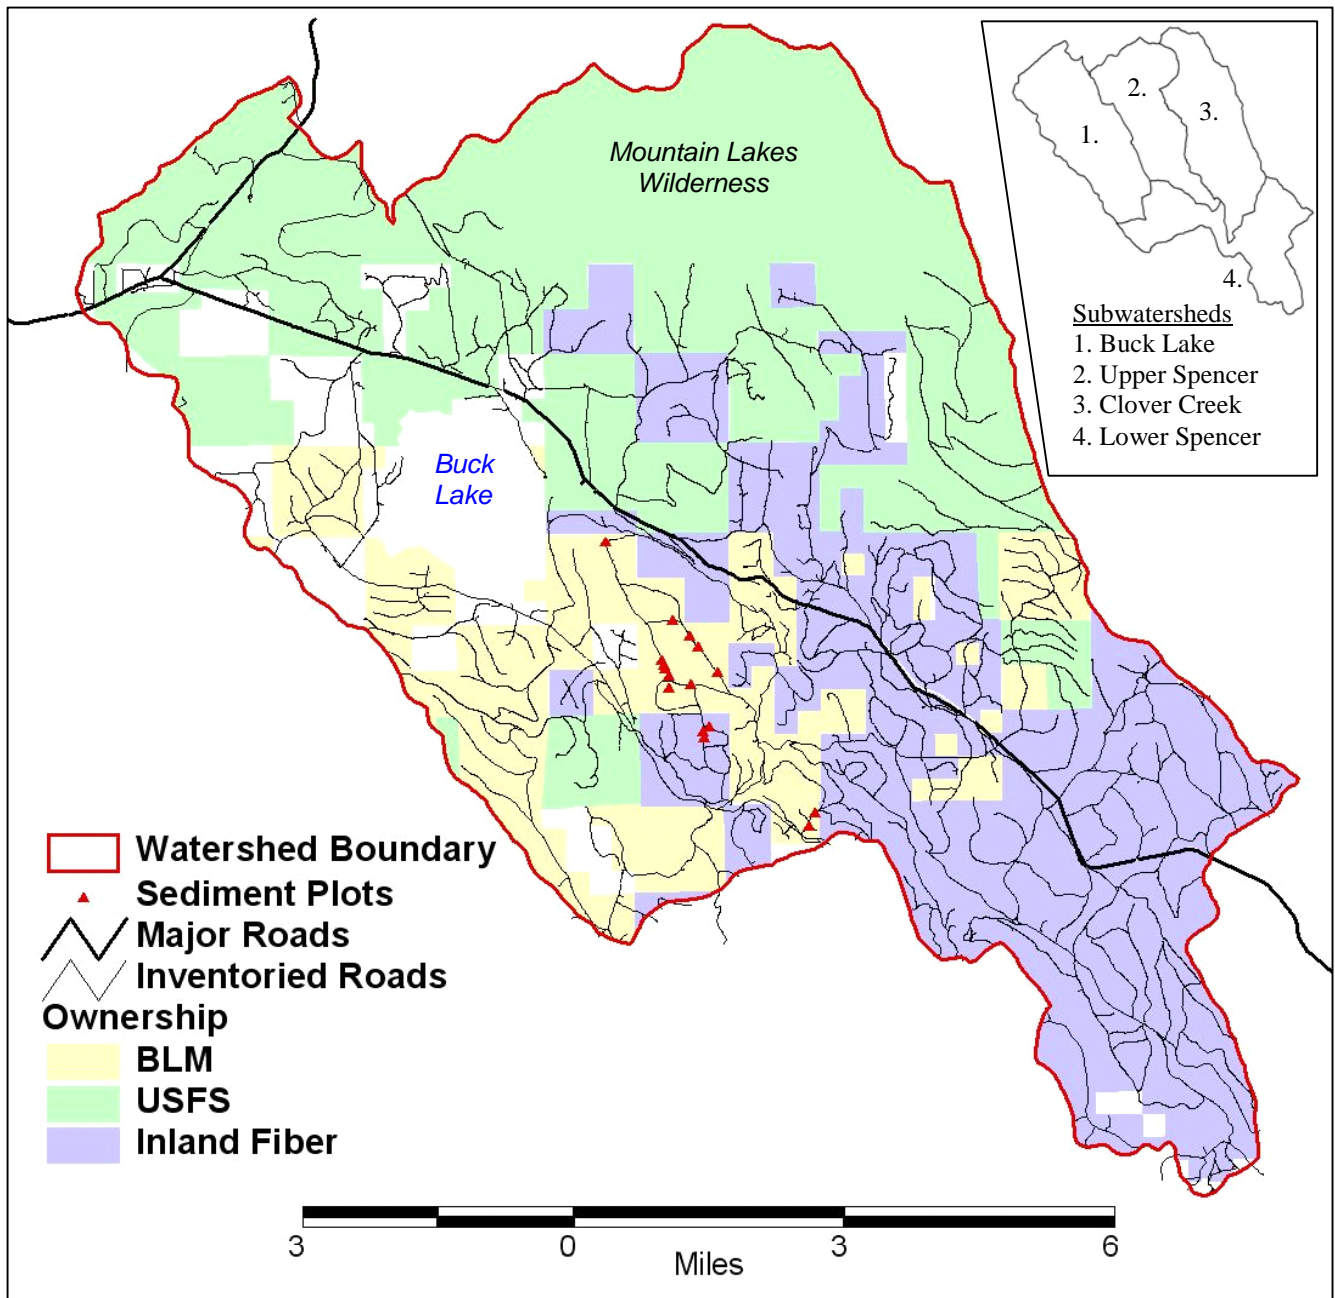 Mountain Lakes
Wilderness
1.
2.
3.
4.
Subwatersheds
1. Buck Lake
2. Upper Spencer
3. Clover Creek
4. Lower Spencer
Buck
Lake
Watershed Boundary
Sediment Plots
Major Roads
Inventoried Roads
Ownership
BLM
USFS
Inland Fiber
3 0 3 6
Miles